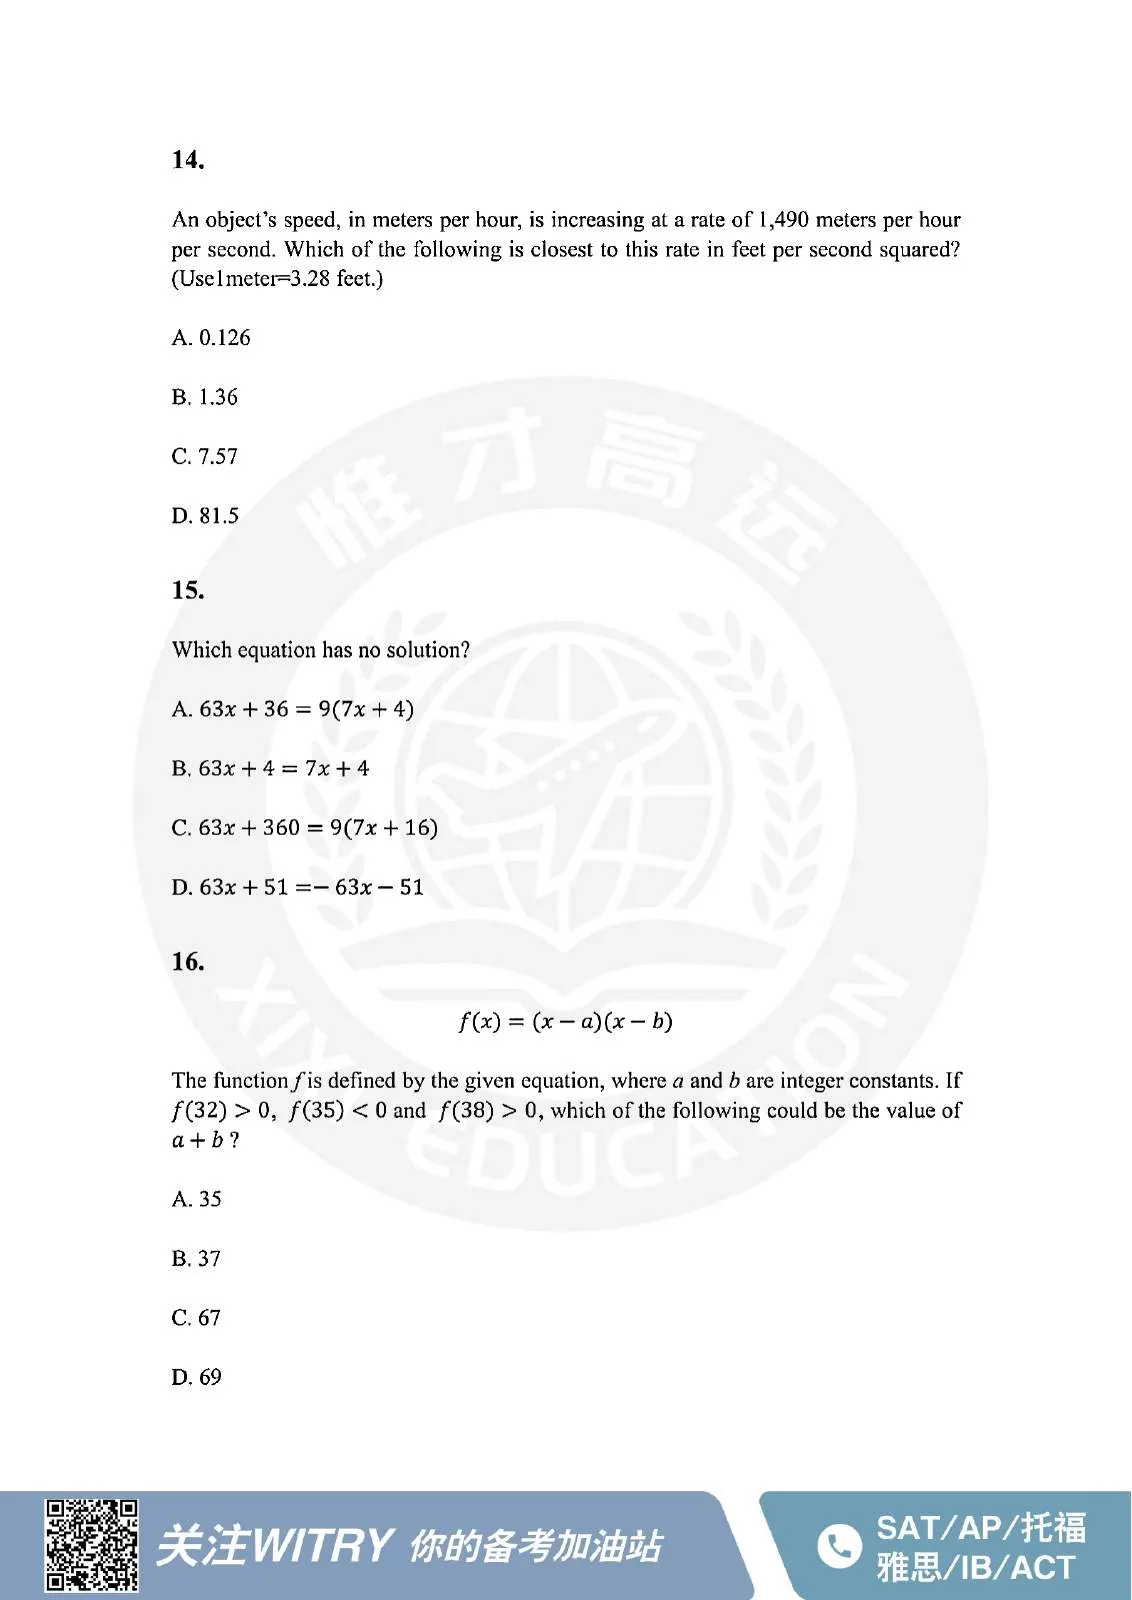 14.
An object's speed, in meters per hour, is increasing at a rate of 1,490 meters per hour
per second. Which of the following is closest to this rate in feet per second squared?
(Use1meter=3.28 feet.)
A. 0.126
B. 1.36
C. 7.57
D. 81.5
惟才高远
15.
Which equation has no solution?
A. 63x + 36 = 9(7x + 4)
B. 63x + 4 = 7x + 4
C. 63x + 360 = 9(7x + 16)
D. 63x + 51 =− 63x − 51
16.
f(x) = (x − a)(x − b)
The function f is defined by the given equation, where a and b are integer constants. If
f(32) > 0, f(35) < 0 and f(38) > 0, which of the following could be the value of
a + b ?
EDUCATION
A. 35
B. 37
C. 67
D. 69
关注WITRY 你的备考加油站
SAT/AP/托福
雅思/IB/ACT